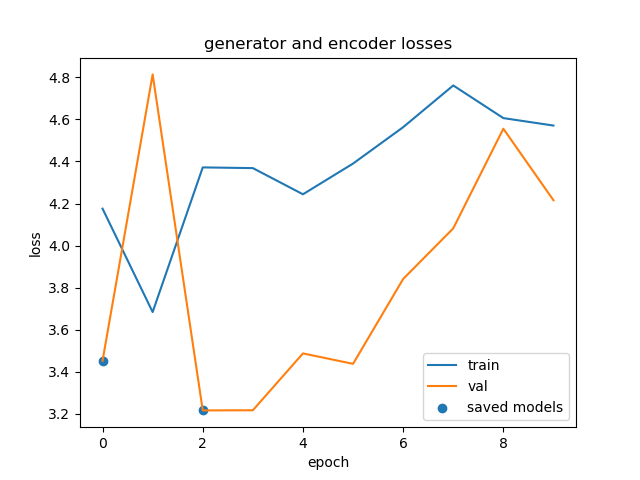 generator and encoder losses
4.8
4.6
4.4
4.2
4.0
3.8
3.6
3.4
3.2
loss
0
2
4
6
8
epoch
train
val
saved models